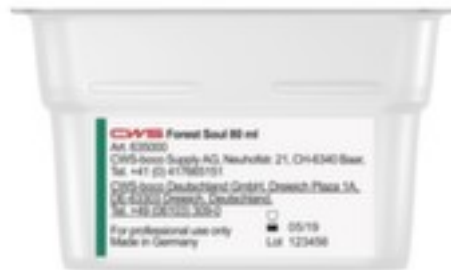 CWS Forest Soul 80 ml
Art. 635000
CWS-boco Supply AG, Neuhofstr. 21, CH-6340 Baar,
Tel. +41 (0) 417665151
CWS-boco Deutschland GmbH, Dreieich Plaza 1A,
DE-63303 Dreieich, Deutschland,
Tel. +49 (06103) 309-0
For professional use only
Made in Germany
05/19
Lot 123456